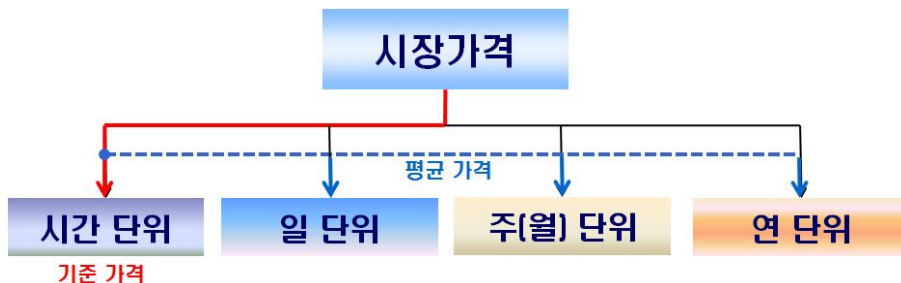 시장가격
평균 가격
시간 단위
일 단위
주(월) 단위
연 단위
기준 가격